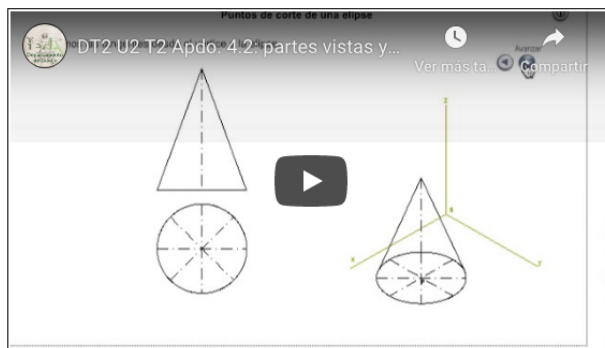 Puntos de corte de una elipse
DT2 U2 T2 Apdo. 4.2: partes vistas y...
Avanzar
Ver más ta...
Compartir
z
x
y